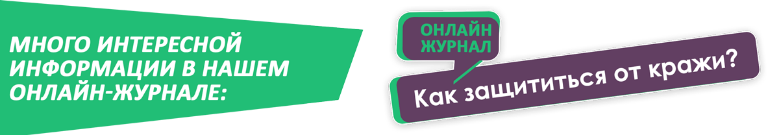 МНОГО ИНТЕРЕСНОЙ
ИНФОРМАЦИИ В НАШЕМ
ОНЛАЙН-ЖУРНАЛЕ:
ОНЛАЙН
ЖУРНАЛ
Как защититься от кражи?